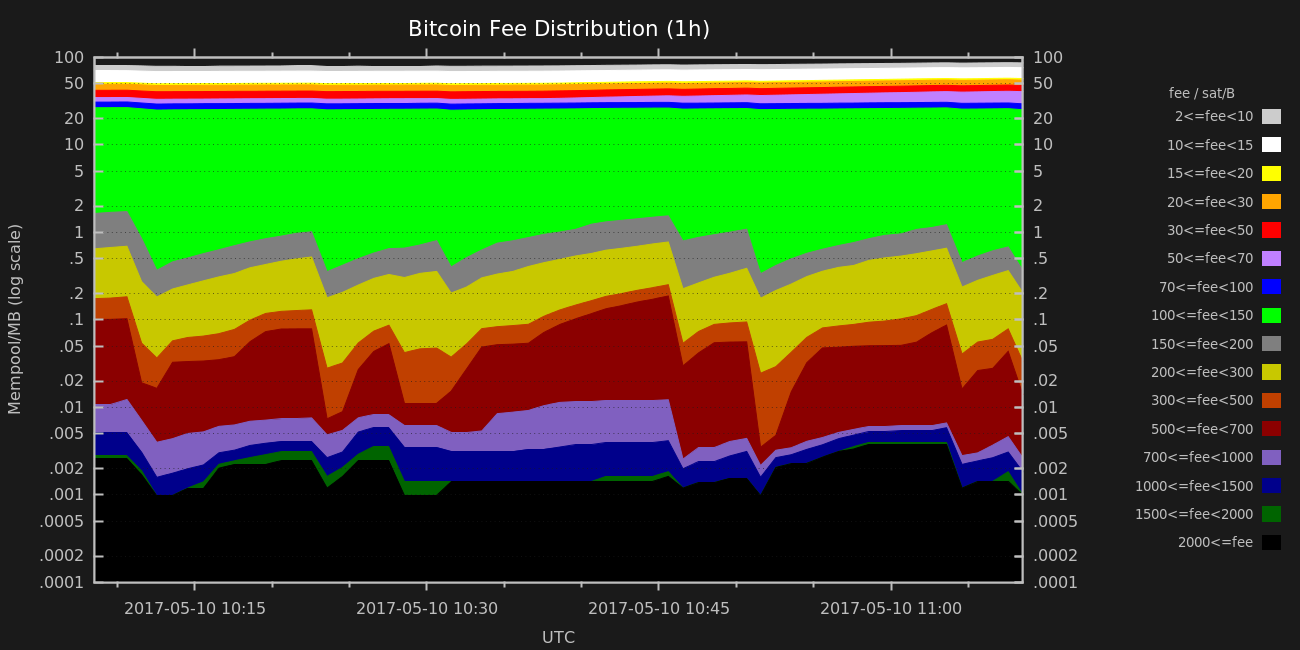 Bitcoin Fee Distribution (1h)
Mempool/MB (log scale)
100
50
20
10
5
2
1
.5
.2
.1
.05
.02
.01
.005
.002
.001
.0005
.0002
.0001
100
50
20
10
5
2
1
.5
.2
.1
.05
.02
.01
.005
.002
.001
.0005
.0002
.0001
2017-05-10 10:15
2017-05-10 10:30
2017-05-10 10:45
2017-05-10 11:00
UTC
fee / sat/B
2<=fee<10
10<=fee<15
15<=fee<20
20<=fee<30
30<=fee<50
50<=fee<70
70<=fee<100
100<=fee<150
150<=fee<200
200<=fee<300
300<=fee<500
500<=fee<700
700<=fee<1000
1000<=fee<1500
1500<=fee<2000
2000<=fee